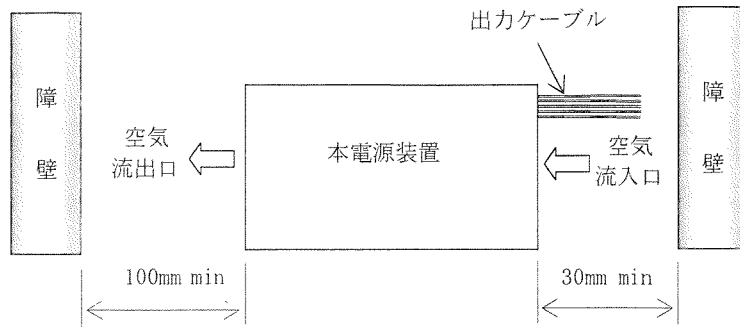 出力ケーブル
障
壁
空気
流出口
本電源装置
空気
流入口
障
壁
100mm min
30mm min